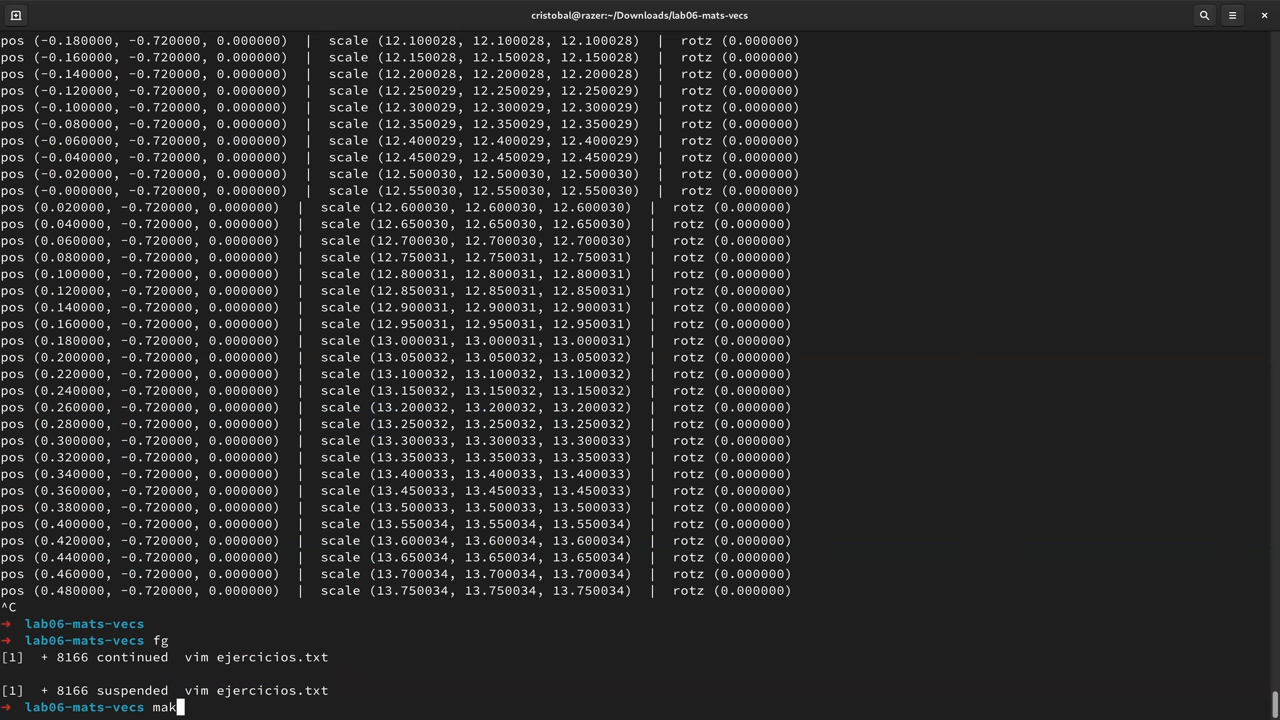 cristobal@razer:~/Downloads/lab06-mats-vecs
pos (-0.180000, -0.720000, 0.000000)  |  scale (12.100028, 12.100028, 12.100028)  |  rotz (0.000000)
pos (-0.160000, -0.720000, 0.000000)  |  scale (12.150028, 12.150028, 12.150028)  |  rotz (0.000000)
pos (-0.140000, -0.720000, 0.000000)  |  scale (12.200028, 12.200028, 12.200028)  |  rotz (0.000000)
pos (-0.120000, -0.720000, 0.000000)  |  scale (12.250029, 12.250029, 12.250029)  |  rotz (0.000000)
pos (-0.100000, -0.720000, 0.000000)  |  scale (12.300029, 12.300029, 12.300029)  |  rotz (0.000000)
pos (-0.080000, -0.720000, 0.000000)  |  scale (12.350029, 12.350029, 12.350029)  |  rotz (0.000000)
pos (-0.060000, -0.720000, 0.000000)  |  scale (12.400029, 12.400029, 12.400029)  |  rotz (0.000000)
pos (-0.040000, -0.720000, 0.000000)  |  scale (12.450029, 12.450029, 12.450029)  |  rotz (0.000000)
pos (-0.020000, -0.720000, 0.000000)  |  scale (12.500030, 12.500030, 12.500030)  |  rotz (0.000000)
pos (-0.000000, -0.720000, 0.000000)  |  scale (12.550030, 12.550030, 12.550030)  |  rotz (0.000000)
pos (0.020000, -0.720000, 0.000000)  |  scale (12.600030, 12.600030, 12.600030)  |  rotz (0.000000)
pos (0.040000, -0.720000, 0.000000)  |  scale (12.650030, 12.650030, 12.650030)  |  rotz (0.000000)
pos (0.060000, -0.720000, 0.000000)  |  scale (12.700030, 12.700030, 12.700030)  |  rotz (0.000000)
pos (0.080000, -0.720000, 0.000000)  |  scale (12.750031, 12.750031, 12.750031)  |  rotz (0.000000)
pos (0.100000, -0.720000, 0.000000)  |  scale (12.800031, 12.800031, 12.800031)  |  rotz (0.000000)
pos (0.120000, -0.720000, 0.000000)  |  scale (12.850031, 12.850031, 12.850031)  |  rotz (0.000000)
pos (0.140000, -0.720000, 0.000000)  |  scale (12.900031, 12.900031, 12.900031)  |  rotz (0.000000)
pos (0.160000, -0.720000, 0.000000)  |  scale (12.950031, 12.950031, 12.950031)  |  rotz (0.000000)
pos (0.180000, -0.720000, 0.000000)  |  scale (13.000031, 13.000031, 13.000031)  |  rotz (0.000000)
pos (0.200000, -0.720000, 0.000000)  |  scale (13.050032, 13.050032, 13.050032)  |  rotz (0.000000)
pos (0.220000, -0.720000, 0.000000)  |  scale (13.100032, 13.100032, 13.100032)  |  rotz (0.000000)
pos (0.240000, -0.720000, 0.000000)  |  scale (13.150032, 13.150032, 13.150032)  |  rotz (0.000000)
pos (0.260000, -0.720000, 0.000000)  |  scale (13.200032, 13.200032, 13.200032)  |  rotz (0.000000)
pos (0.280000, -0.720000, 0.000000)  |  scale (13.250032, 13.250032, 13.250032)  |  rotz (0.000000)
pos (0.300000, -0.720000, 0.000000)  |  scale (13.300033, 13.300033, 13.300033)  |  rotz (0.000000)
pos (0.320000, -0.720000, 0.000000)  |  scale (13.350033, 13.350033, 13.350033)  |  rotz (0.000000)
pos (0.340000, -0.720000, 0.000000)  |  scale (13.400033, 13.400033, 13.400033)  |  rotz (0.000000)
pos (0.360000, -0.720000, 0.000000)  |  scale (13.450033, 13.450033, 13.450033)  |  rotz (0.000000)
pos (0.380000, -0.720000, 0.000000)  |  scale (13.500033, 13.500033, 13.500033)  |  rotz (0.000000)
pos (0.400000, -0.720000, 0.000000)  |  scale (13.550034, 13.550034, 13.550034)  |  rotz (0.000000)
pos (0.420000, -0.720000, 0.000000)  |  scale (13.600034, 13.600034, 13.600034)  |  rotz (0.000000)
pos (0.440000, -0.720000, 0.000000)  |  scale (13.650034, 13.650034, 13.650034)  |  rotz (0.000000)
pos (0.460000, -0.720000, 0.000000)  |  scale (13.700034, 13.700034, 13.700034)  |  rotz (0.000000)
pos (0.480000, -0.720000, 0.000000)  |  scale (13.750034, 13.750034, 13.750034)  |  rotz (0.000000)
^C
➜  lab06-mats-vecs
➜  lab06-mats-vecs fg
[1]  + 8166 continued  vim ejercicios.txt
[1]  + 8166 suspended  vim ejercicios.txt
➜  lab06-mats-vecs mak